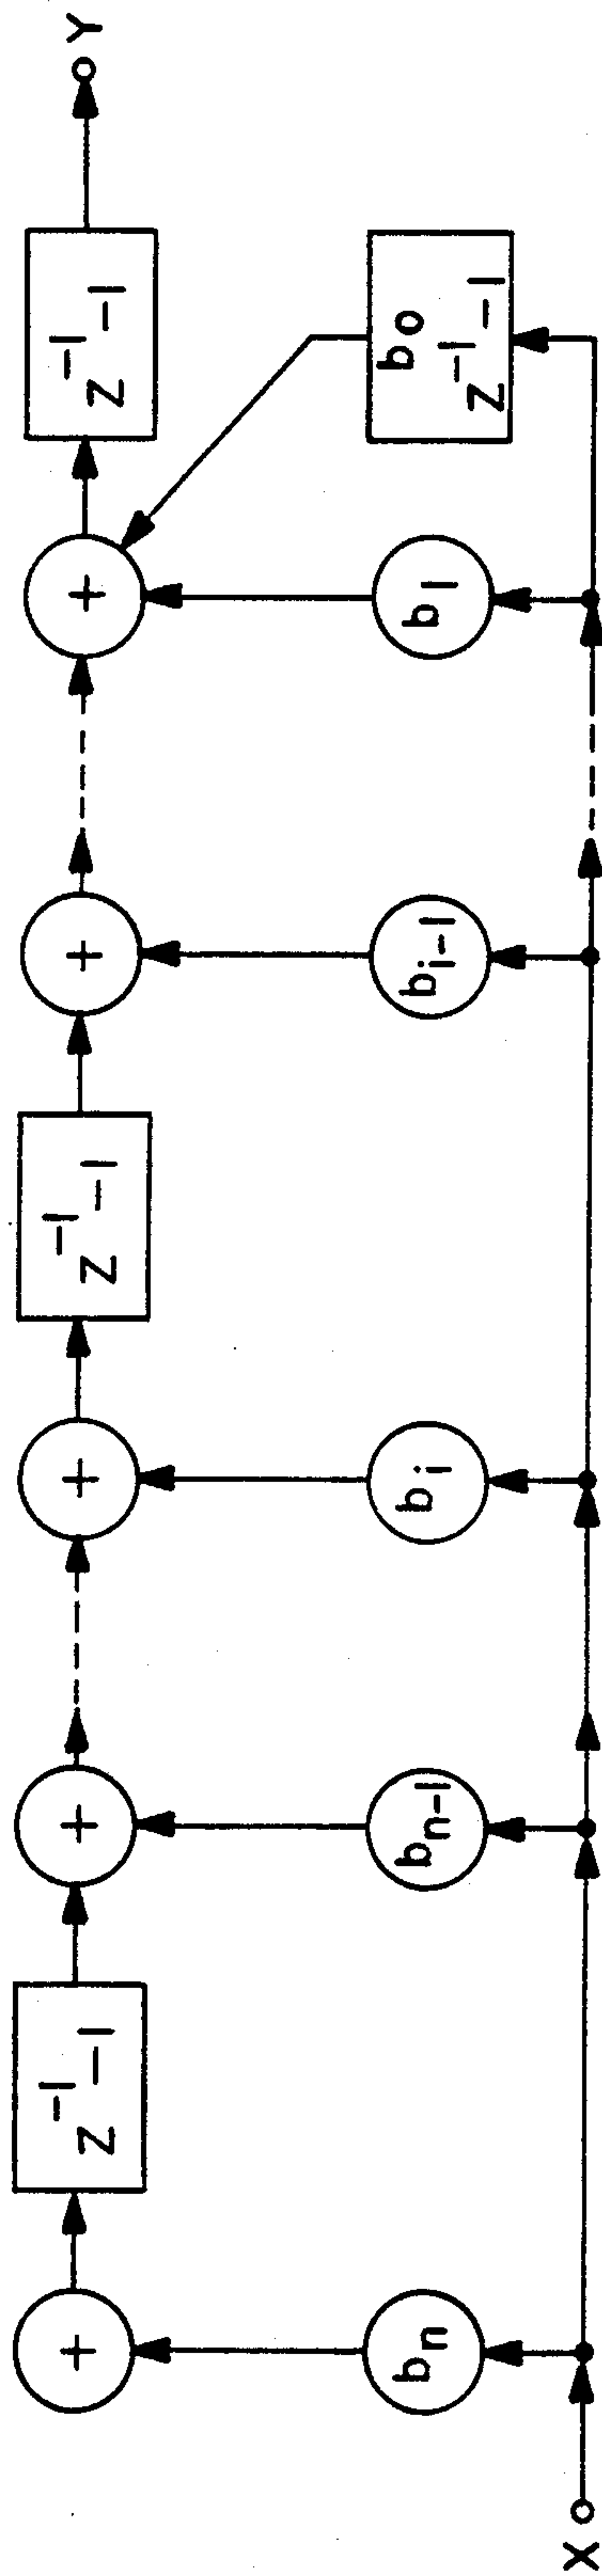 + z⁻¹−1 + + z⁻¹−1 + + z⁻¹−1 Y
bₙ bₙ₋₁ bᵢ bᵢ₋₁ b₁ b₀
z⁻¹−1
X